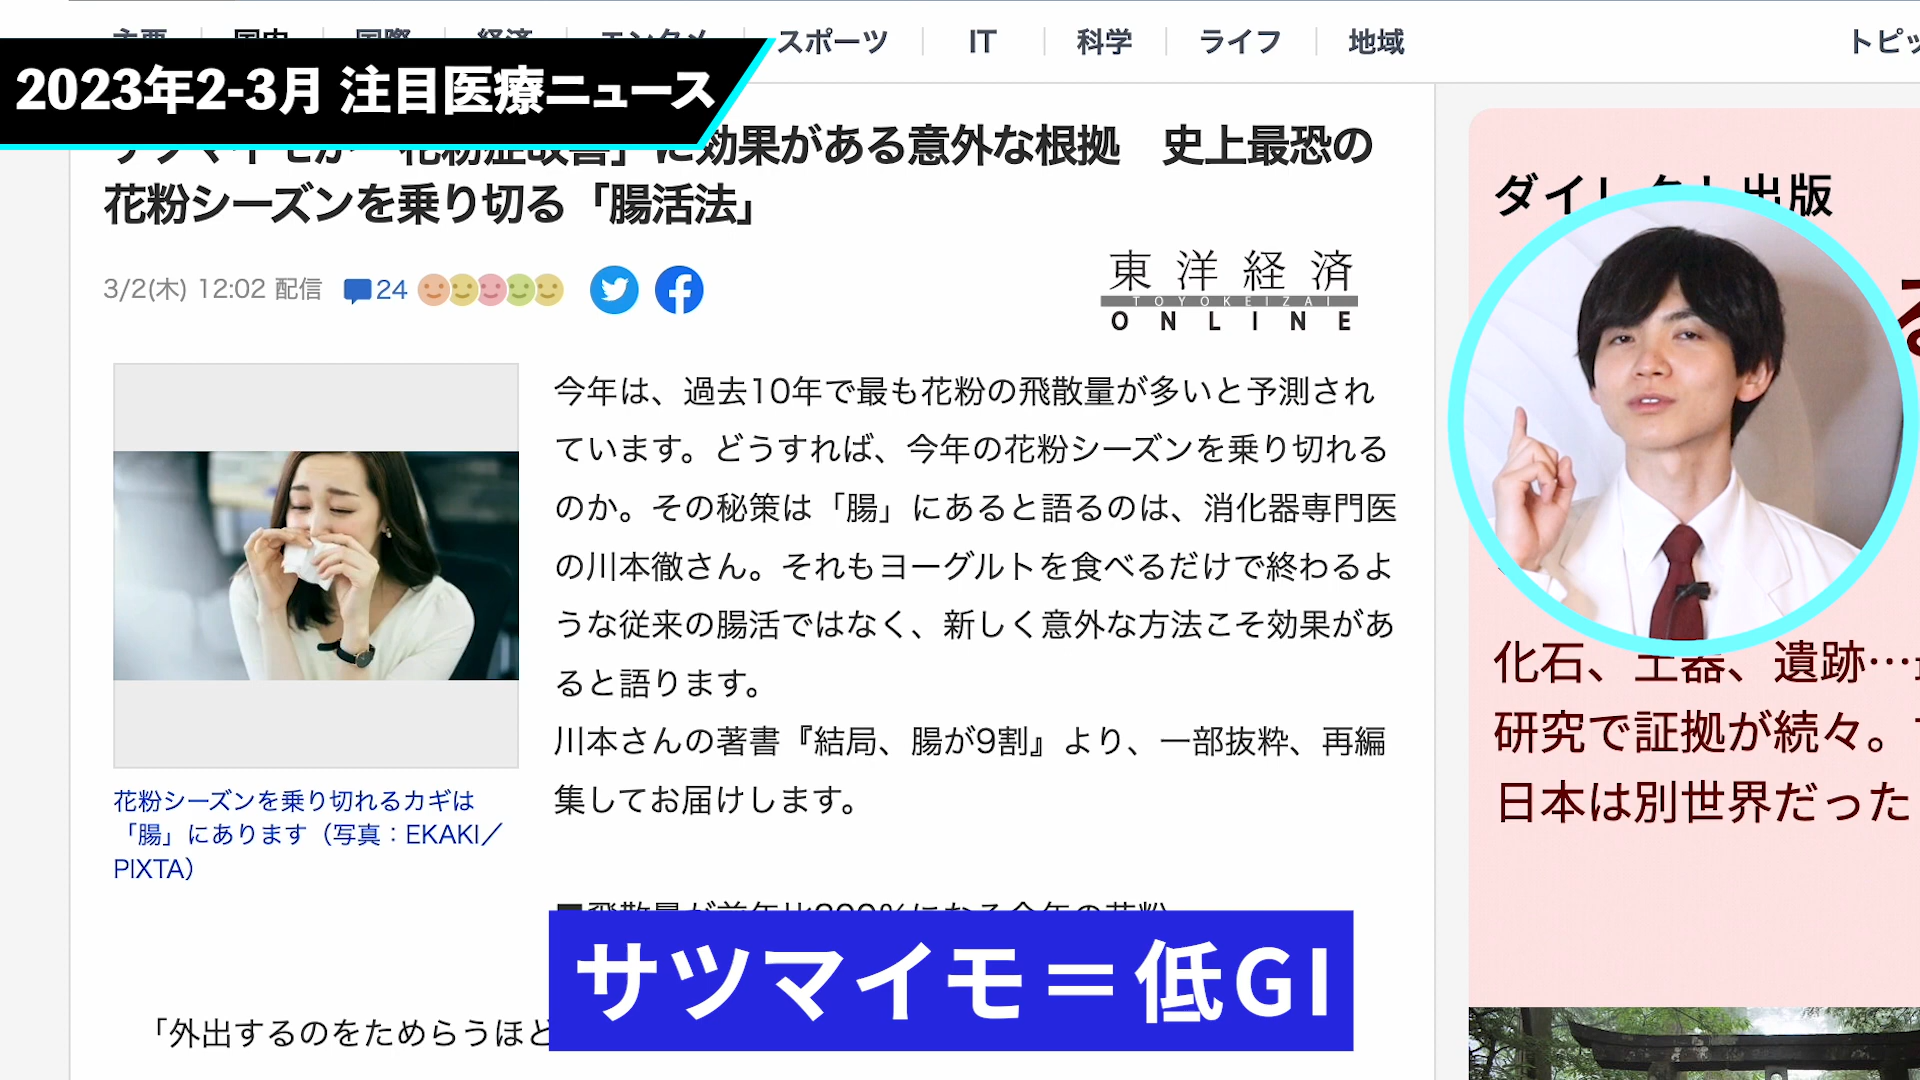 スポーツ
IT
科学
ライフ
地域
トピッ
2023年2-3月 注目医療ニュース
に効果がある意外な根拠 史上最恐の
花粉シーズンを乗り切る「腸活法」
3/2(木) 12:02 配信
24
東洋経済
TOYOKEIZAI
ONLINE
今年は、過去10年で最も花粉の飛散量が多いと予測され
ています。どうすれば、今年の花粉シーズンを乗り切れる
のか。その秘策は「腸」にあると語るのは、消化器専門医
の川本徹さん。それもヨーグルトを食べるだけで終わるよ
うな従来の腸活ではなく、新しく意外な方法こそ効果があ
ると語ります。
川本さんの著書『結局、腸が9割』より、一部抜粋、再編
集してお届けします。
花粉シーズンを乗り切れるカギは
「腸」にあります（写真：EKAKI／
PIXTA）
サツマイモ＝低GI
「外出するのをためらうほど
出版
化石、土器、遺跡…
研究で証拠が続々。
日本は別世界だった